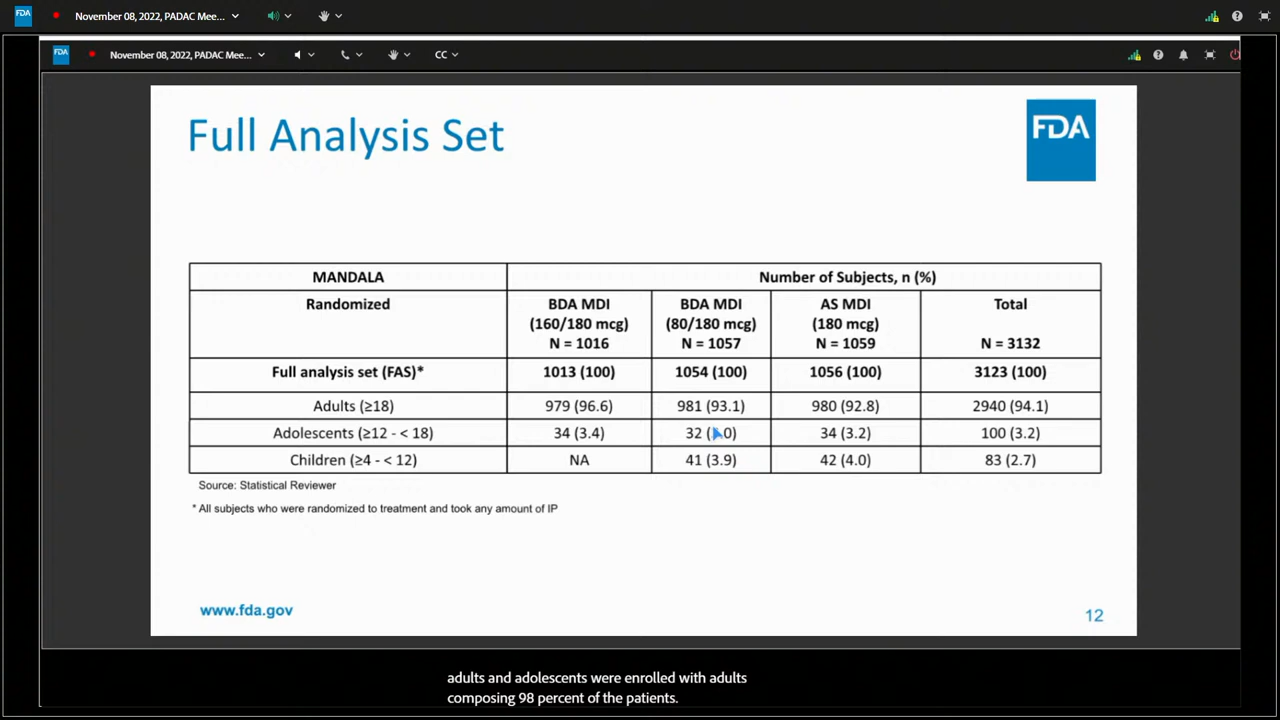 FDA November 08, 2022, PADAC Mee...
FDA November 08, 2022, PADAC Mee... CC
Full Analysis Set
FDA
MANDALA Number of Subjects, n (%)
Randomized BDA MDI (160/180 mcg) N = 1016 BDA MDI (80/180 mcg) N = 1057 AS MDI (180 mcg) N = 1059 Total N = 3132
Full analysis set (FAS)* 1013 (100) 1054 (100) 1056 (100) 3123 (100)
Adults (≥18) 979 (96.6) 981 (93.1) 980 (92.8) 2940 (94.1)
Adolescents (≥12 - < 18) 34 (3.4) 32 34 (3.2) 100 (3.2)
Children (≥4 - < 12) NA 41 (3.9) 42 (4.0) 83 (2.7)
Source: Statistical Reviewer
* All subjects who were randomized to treatment and took any amount of IP
www.fda.gov
12
adults and adolescents were enrolled with adults
composing 98 percent of the patients.